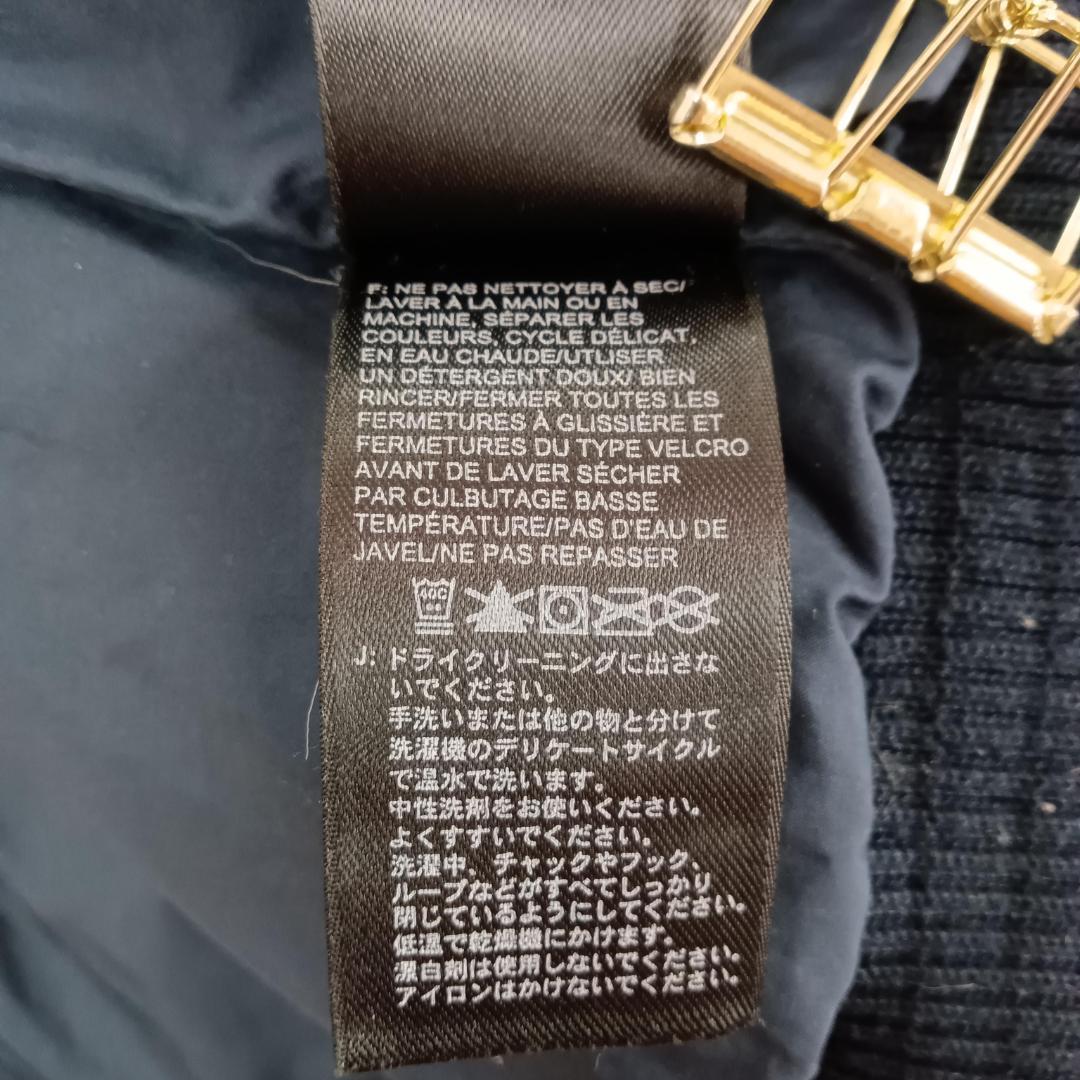 F: NE PAS NETTOYER À SEC/
LAVER À LA MAIN OU EN
MACHINE, SÉPARER LES
COULEURS, CYCLE DÉLICAT,
EN EAU CHAUDE/UTLISER
UN DÉTERGENT DOUX/ BIEN
RINCER/FERMER TOUTES LES
FERMETURES À GLISSIÈRE ET
FERMETURES DU TYPE VELCRO
AVANT DE LAVER SÉCHER
PAR CULBUTAGE BASSE
TEMPÉRATURE/PAS D'EAU DE
JAVEL/NE PAS REPASSER
40C
J: ドライクリーニングに出さな
いでください。
手洗いまたは他の物と分けて
洗濯機のデリケートサイクル
で温水で洗います。
中性洗剤をお使いください。
よくすすいでください。
洗濯中、チャックやフック、
ループなどがすべてしっかり
閉じているようにしてください。
低温で乾燥機にかけます。
漂白剤は使用しないでください。
アイロンはかけないでください。